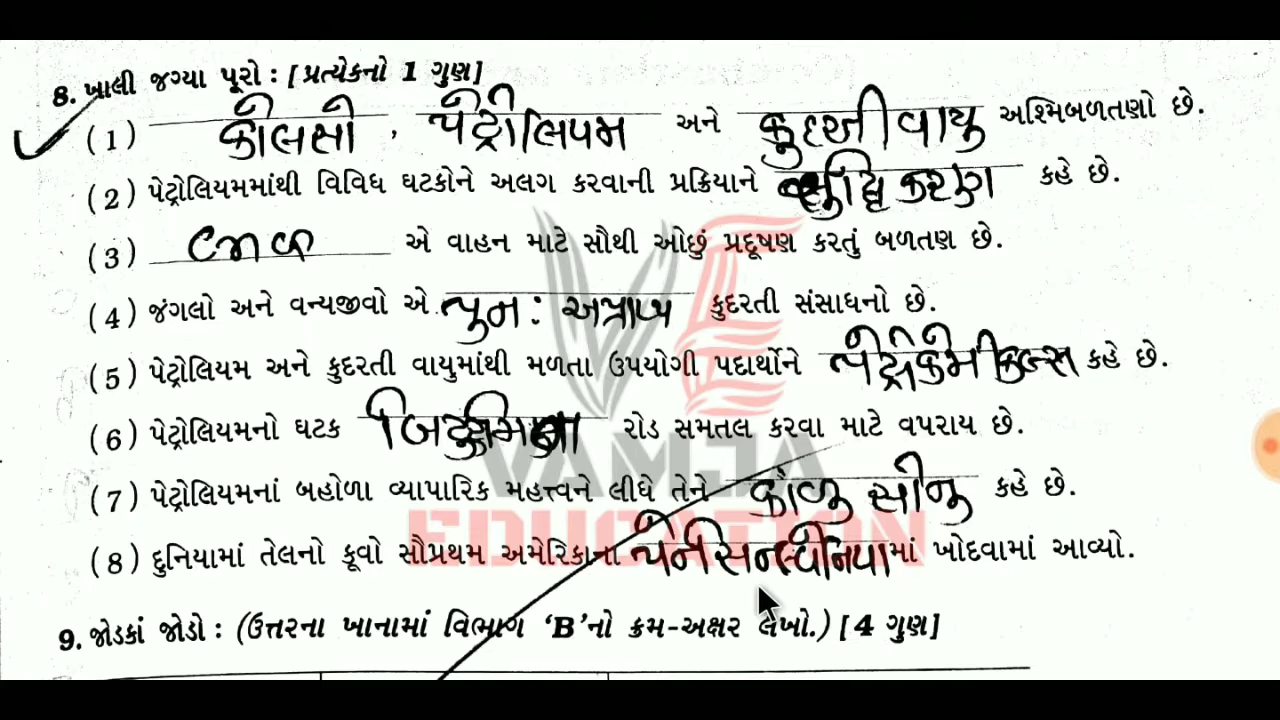 8. ખાલી જગ્યા પૂરો : [પ્રત્યેકનો 1 ગુણ]
(1) કોલસો , પેટ્રોલિયમ અને કુદરતી વાયુ અશ્મિબળતણો છે.
(2) પેટ્રોલિયમમાંથી વિવિધ ઘટકોને અલગ કરવાની પ્રક્રિયાને શુદ્ધિકરણ કહે છે.
(3) CNG એ વાહન માટે સૌથી ઓછું પ્રદૂષણ કરતું બળતણ છે.
(4) જંગલો અને વન્યજીવો એ પુન: અપ્રાપ્ય કુદરતી સંસાધનો છે.
(5) પેટ્રોલિયમ અને કુદરતી વાયુમાંથી મળતા ઉપયોગી પદાર્થોને પેટ્રોકેમીકલ્સ કહે છે.
(6) પેટ્રોલિયમનો ઘટક બિટુમિન રોડ સમતલ કરવા માટે વપરાય છે.
(7) પેટ્રોલિયમનાં બહોળા વ્યાપારિક મહત્ત્વને લીધે તેને કાળુ સોનુ કહે છે.
(8) દુનિયામાં તેલનો કૂવો સૌપ્રથમ અમેરિકાના પેનસિન્લ્વેનિયામાં ખોદવામાં આવ્યો.
VAMJA
EDUCATION
9. જોડકાં જોડો : (ઉત્તરના ખાનામાં વિભાગ ‘B’નો ક્રમ-અક્ષર લખો.) [4 ગુણ]